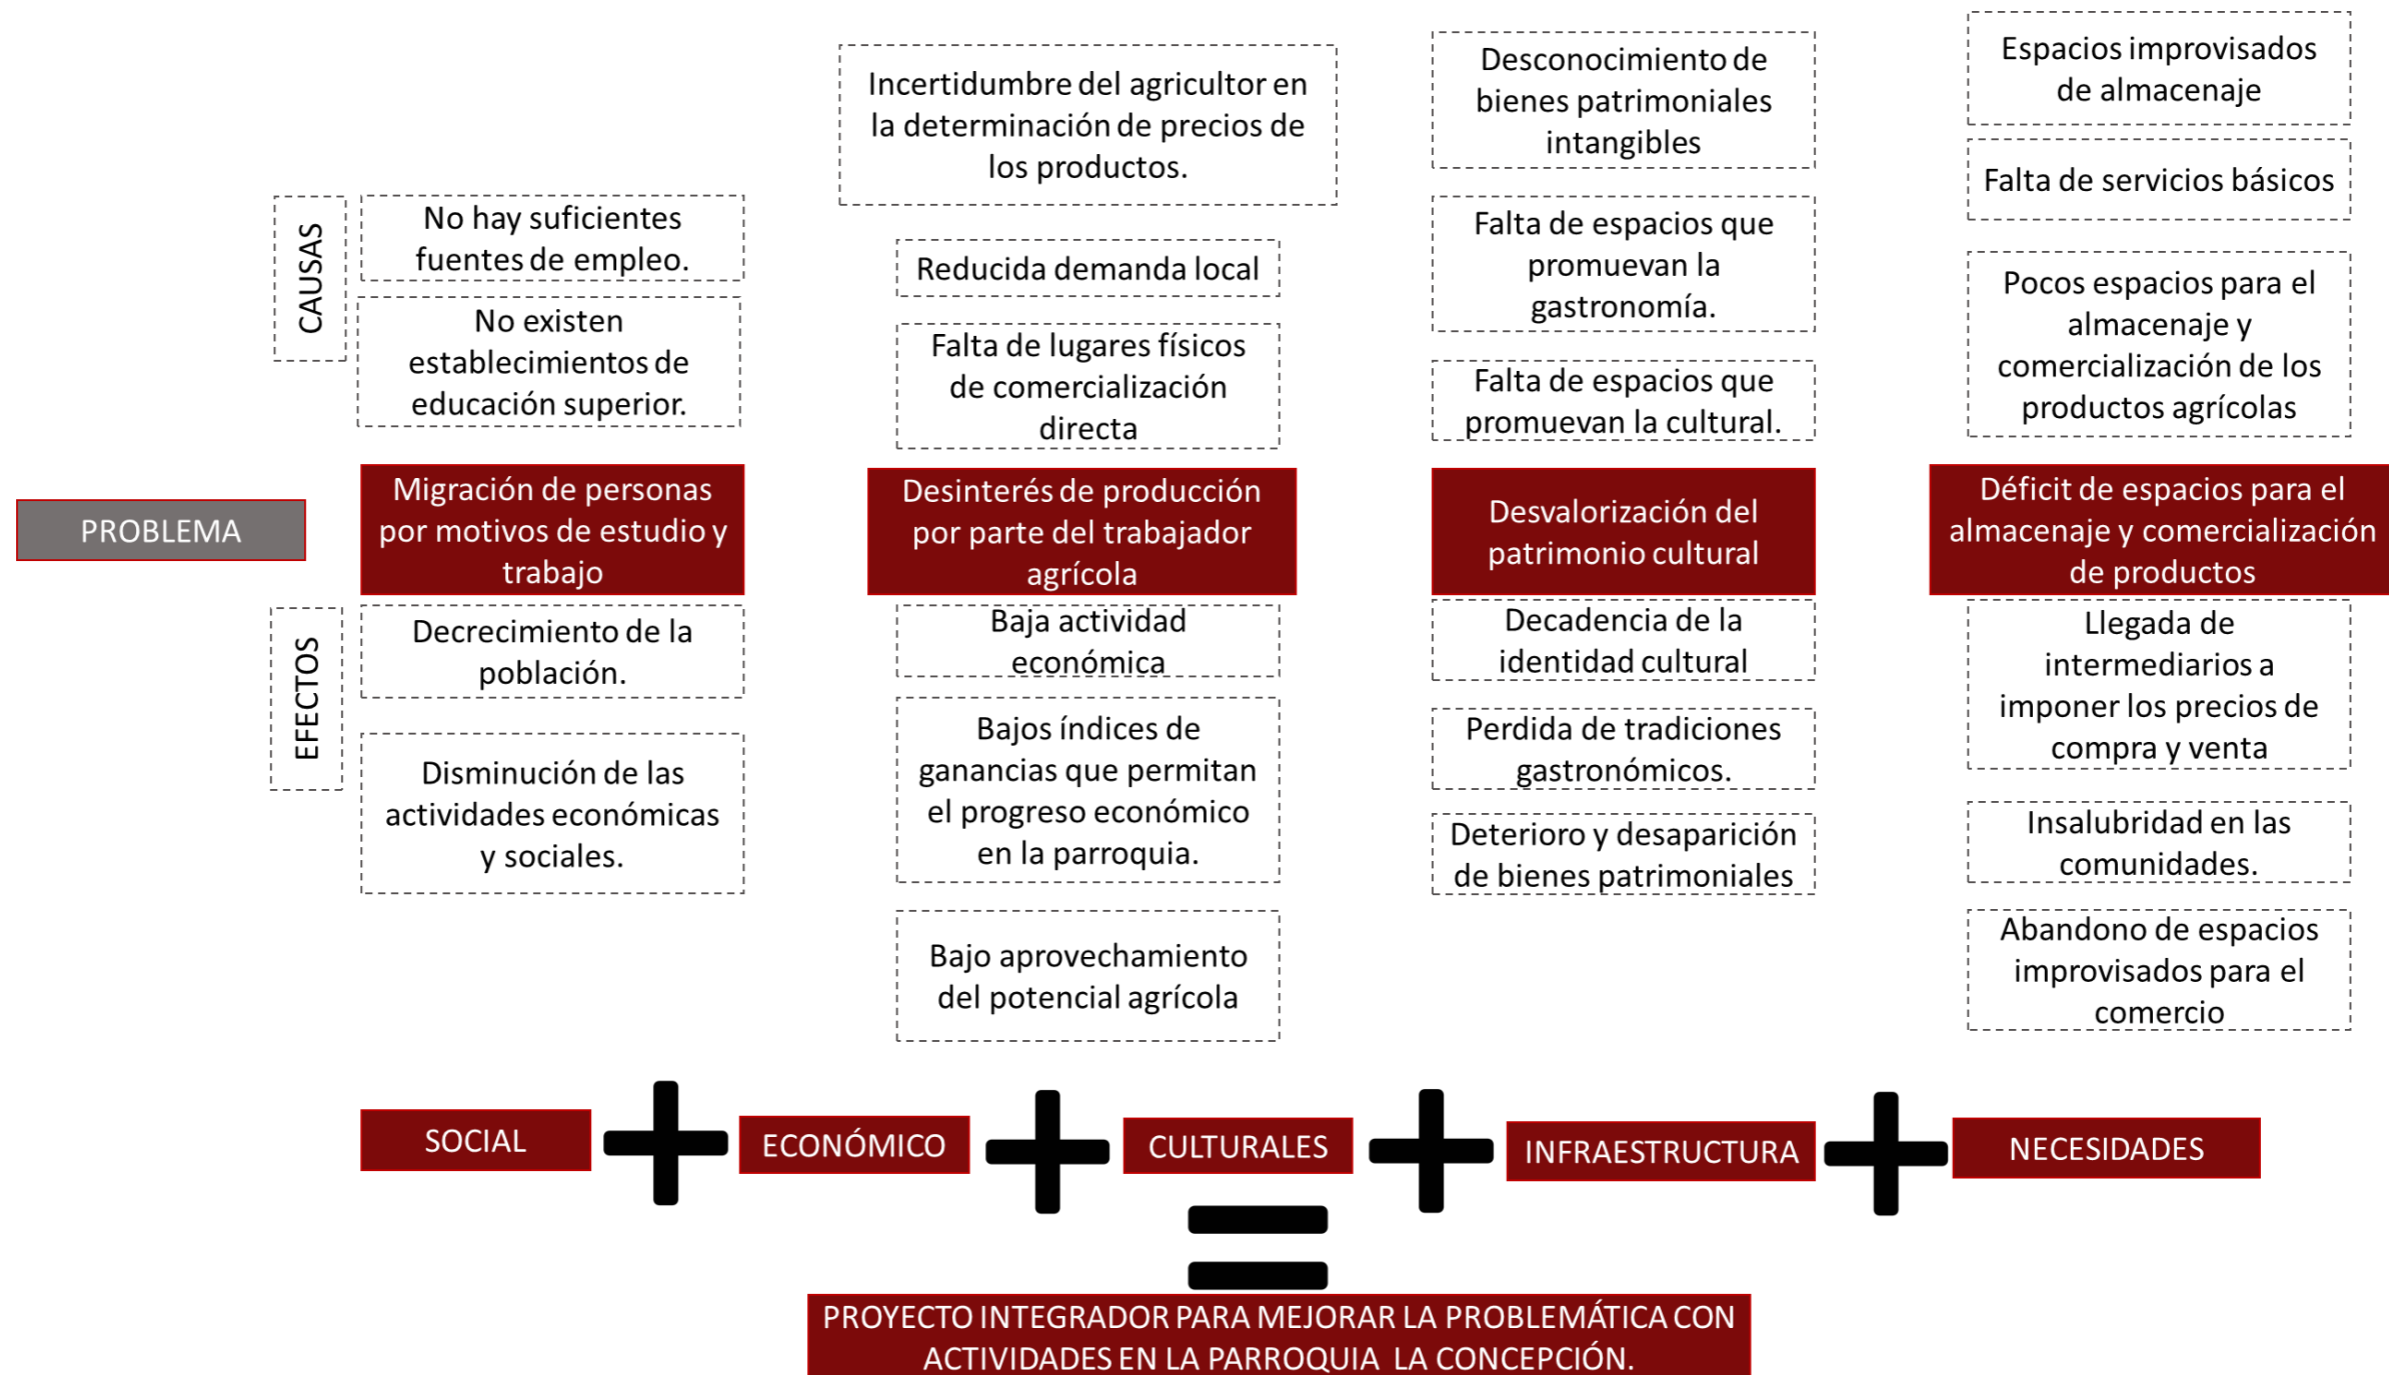 CAUSAS
No hay suficientes
fuentes de empleo.
No existen
establecimientos de
educación superior.
Incertidumbre del agricultor en
la determinación de precios de
los productos.
Reducida demanda local
Falta de lugares físicos
de comercialización
directa
Desconocimiento de
bienes patrimoniales
intangibles
Falta de espacios que
promuevan la
gastronomía.
Falta de espacios que
promuevan la cultural.
Espacios improvisados
de almacenaje
Falta de servicios básicos
Pocos espacios para el
almacenaje y
comercialización de los
productos agrícolas
PROBLEMA
Migración de personas
por motivos de estudio y
trabajo
Desinterés de producción
por parte del trabajador
agrícola
Desvalorización del
patrimonio cultural
Déficit de espacios para el
almacenaje y comercialización
de productos
EFECTOS
Decrecimiento de la
población.
Disminución de las
actividades económicas
y sociales.
Baja actividad
económica
Bajos índices de
ganancias que permitan
el progreso económico
en la parroquia.
Bajo aprovechamiento
del potencial agrícola
Decadencia de la
identidad cultural
Perdida de tradiciones
gastronómicos.
Deterioro y desaparición
de bienes patrimoniales
Llegada de
intermediarios a
imponer los precios de
compra y venta
Insalubridad en las
comunidades.
Abandono de espacios
improvisados para el
comercio
SOCIAL
ECONÓMICO
CULTURALES
INFRAESTRUCTURA
NECESIDADES
PROYECTO INTEGRADOR PARA MEJORAR LA PROBLEMÁTICA CON
ACTIVIDADES EN LA PARROQUIA LA CONCEPCIÓN.